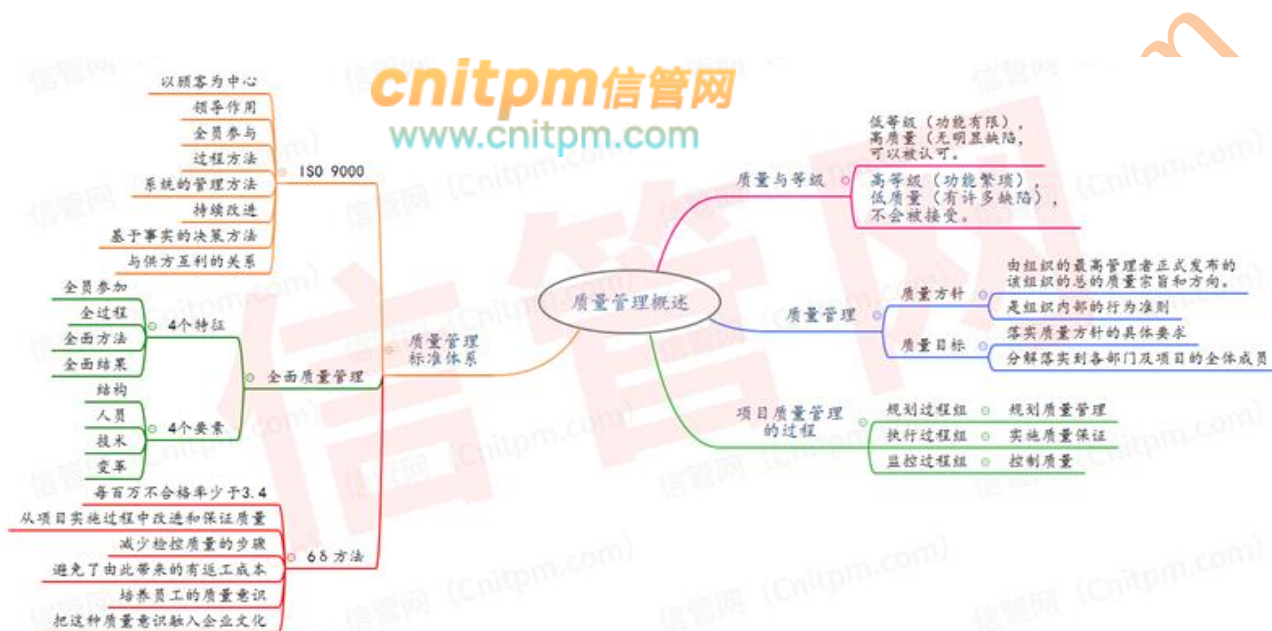 cnitpm信管网
www.cnitpm.com
质量管理概述
质量与等级
低等级（功能有限），
高质量（无明显缺陷，
可以被认可。
高等级（功能繁琐），
低质量（有许多缺陷），
不会被接受。
质量管理
质量方针
由组织的最高管理者正式发布的
该组织的总的质量宗旨和方向。
是组织内部的行为准则
质量目标
落实质量方针的具体要求
分解落实到各部门及项目的全体成员
项目质量管理
的过程
规划过程组
规划质量管理
执行过程组
实施质量保证
监控过程组
控制质量
质量管理
标准体系
ISO 9000
以顾客为中心
领导作用
全员参与
过程方法
系统的管理方法
持续改进
基于事实的决策方法
与供方互利的关系
全面质量管理
4个特征
全员参加
全过程
全面方法
全面结果
4个要素
结构
人员
技术
变革
6δ方法
每百万不合格率少于3.4
从项目实施过程中改进和保证质量
减少检控质量的步骤
避免了由此带来的有返工成本
培养员工的质量意识
把这种质量意识融入企业文化
信管网
信管网（Cnitpm.com）